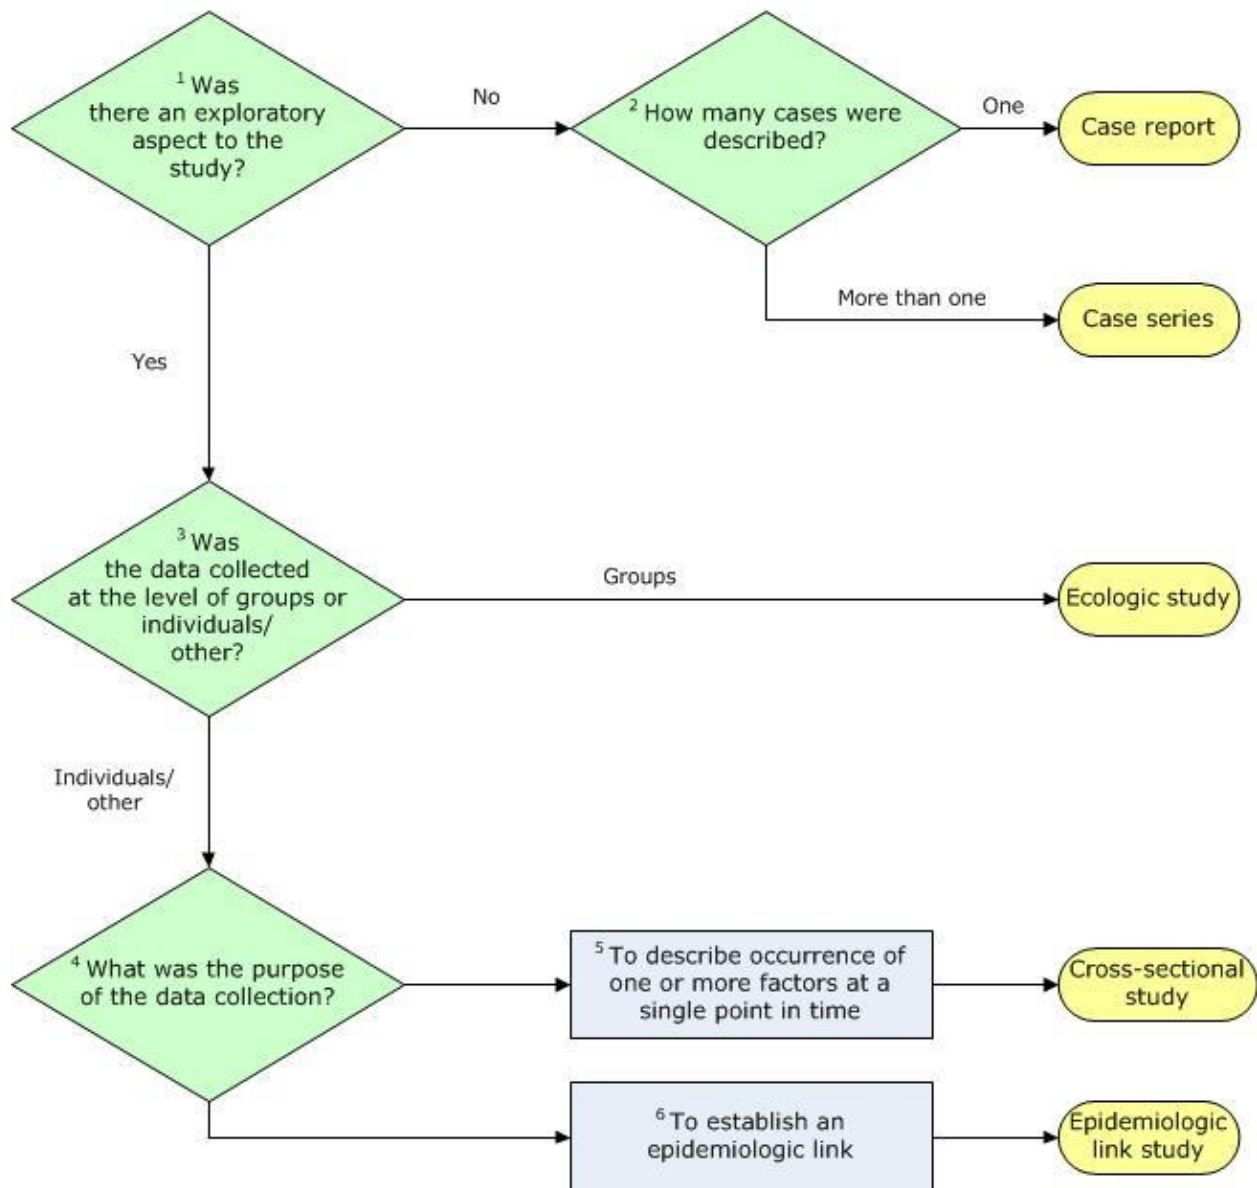 ¹ Was
there an exploratory
aspect to the
study?
No
² How many cases were
described?
One
Case report
More than one
Case series
Yes
³ Was
the data collected
at the level of groups or
individuals/
other?
Groups
Ecologic study
Individuals/
other
⁴ What was the purpose
of the data collection?
⁵ To describe occurrence of
one or more factors at a
single point in time
Cross-sectional
study
⁶ To establish an
epidemiologic link
Epidemiologic
link study